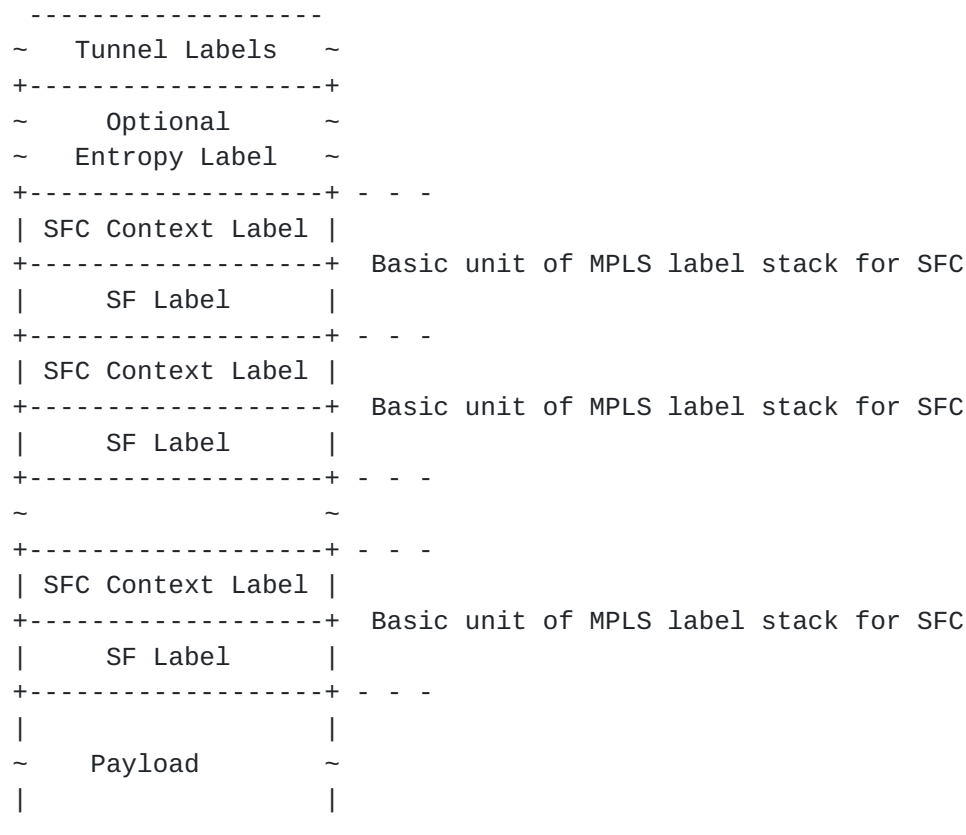 -------------------
~   Tunnel Labels   ~
+-------------------+
~     Optional      ~
~   Entropy Label   ~
+-------------------+ - - -
| SFC Context Label |
+-------------------+  Basic unit of MPLS label stack for SFC
|     SF Label      |
+-------------------+ - - -
| SFC Context Label |
+-------------------+  Basic unit of MPLS label stack for SFC
|     SF Label      |
+-------------------+ - - -
~                   ~
+-------------------+ - - -
| SFC Context Label |
+-------------------+  Basic unit of MPLS label stack for SFC
|     SF Label      |
+-------------------+ - - -
|                   |
~    Payload        ~
|                   |